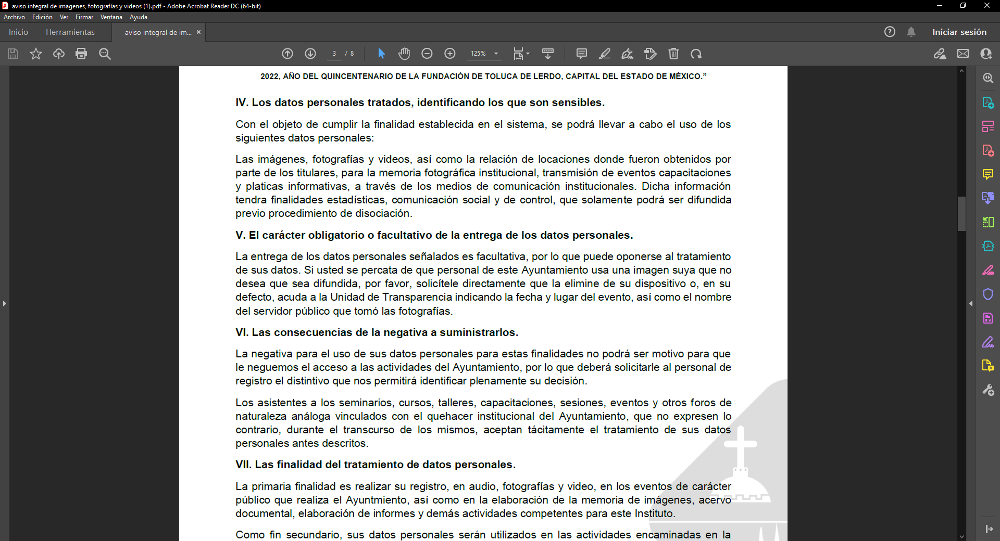 aviso integral de imagenes, fotografías y videos (1).pdf - Adobe Acrobat Reader DC (64-bit)
Archivo Edición Ver Firmar Ventana Ayuda
Inicio Herramientas aviso integral de im... Iniciar sesión
3 / 8 125%
2022, AÑO DEL QUINCENTENARIO DE LA FUNDACIÓN DE TOLUCA DE LERDO, CAPITAL DEL ESTADO DE MÉXICO.”
IV. Los datos personales tratados, identificando los que son sensibles.
Con el objeto de cumplir la finalidad establecida en el sistema, se podrá llevar a cabo el uso de los
siguientes datos personales:
Las imágenes, fotografías y videos, así como la relación de locaciones donde fueron obtenidos por
parte de los titulares, para la memoria fotográfica institucional, transmisión de eventos capacitaciones
y platicas informativas, a través de los medios de comunicación institucionales. Dicha información
tendra finalidades estadísticas, comunicación social y de control, que solamente podrá ser difundida
previo procedimiento de disociación.
V. El carácter obligatorio o facultativo de la entrega de los datos personales.
La entrega de los datos personales señalados es facultativa, por lo que puede oponerse al tratamiento
de sus datos. Si usted se percata de que personal de este Ayuntamiento usa una imagen suya que no
desea que sea difundida, por favor, solicítele directamente que la elimine de su dispositivo o, en su
defecto, acuda a la Unidad de Transparencia indicando la fecha y lugar del evento, así como el nombre
del servidor público que tomó las fotografías.
VI. Las consecuencias de la negativa a suministrarlos.
La negativa para el uso de sus datos personales para estas finalidades no podrá ser motivo para que
le neguemos el acceso a las actividades del Ayuntamiento, por lo que deberá solicitarle al personal de
registro el distintivo que nos permitirá identificar plenamente su decisión.
Los asistentes a los seminarios, cursos, talleres, capacitaciones, sesiones, eventos y otros foros de
naturaleza análoga vinculados con el quehacer institucional del Ayuntamiento, que no expresen lo
contrario, durante el transcurso de los mismos, aceptan tácitamente el tratamiento de sus datos
personales antes descritos.
VII. Las finalidad del tratamiento de datos personales.
La primaria finalidad es realizar su registro, en audio, fotografías y video, en los eventos de carácter
público que realiza el Ayuntmiento, así como en la elaboración de la memoria de imágenes, acervo
documental, elaboración de informes y demás actividades competentes para este Instituto.
Como fin secundario, sus datos personales serán utilizados en las actividades encaminadas en la